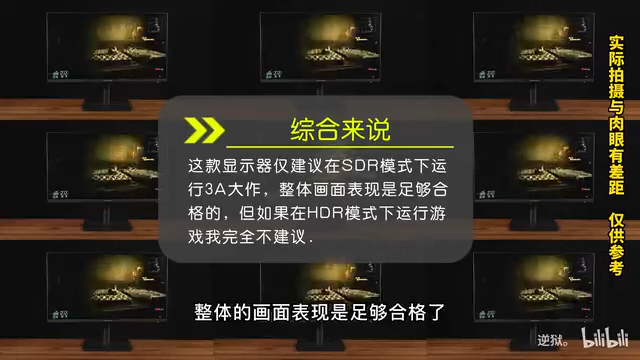 综合来说
这款显示器仅建议在SDR模式下运
行3A大作，整体画面表现是足够合
格的，但如果在HDR模式下运行游
戏我完全不建议.
实际拍摄与肉眼有差距 仅供参考
整体的画面表现是足够合格了
逆狱。 bilibili